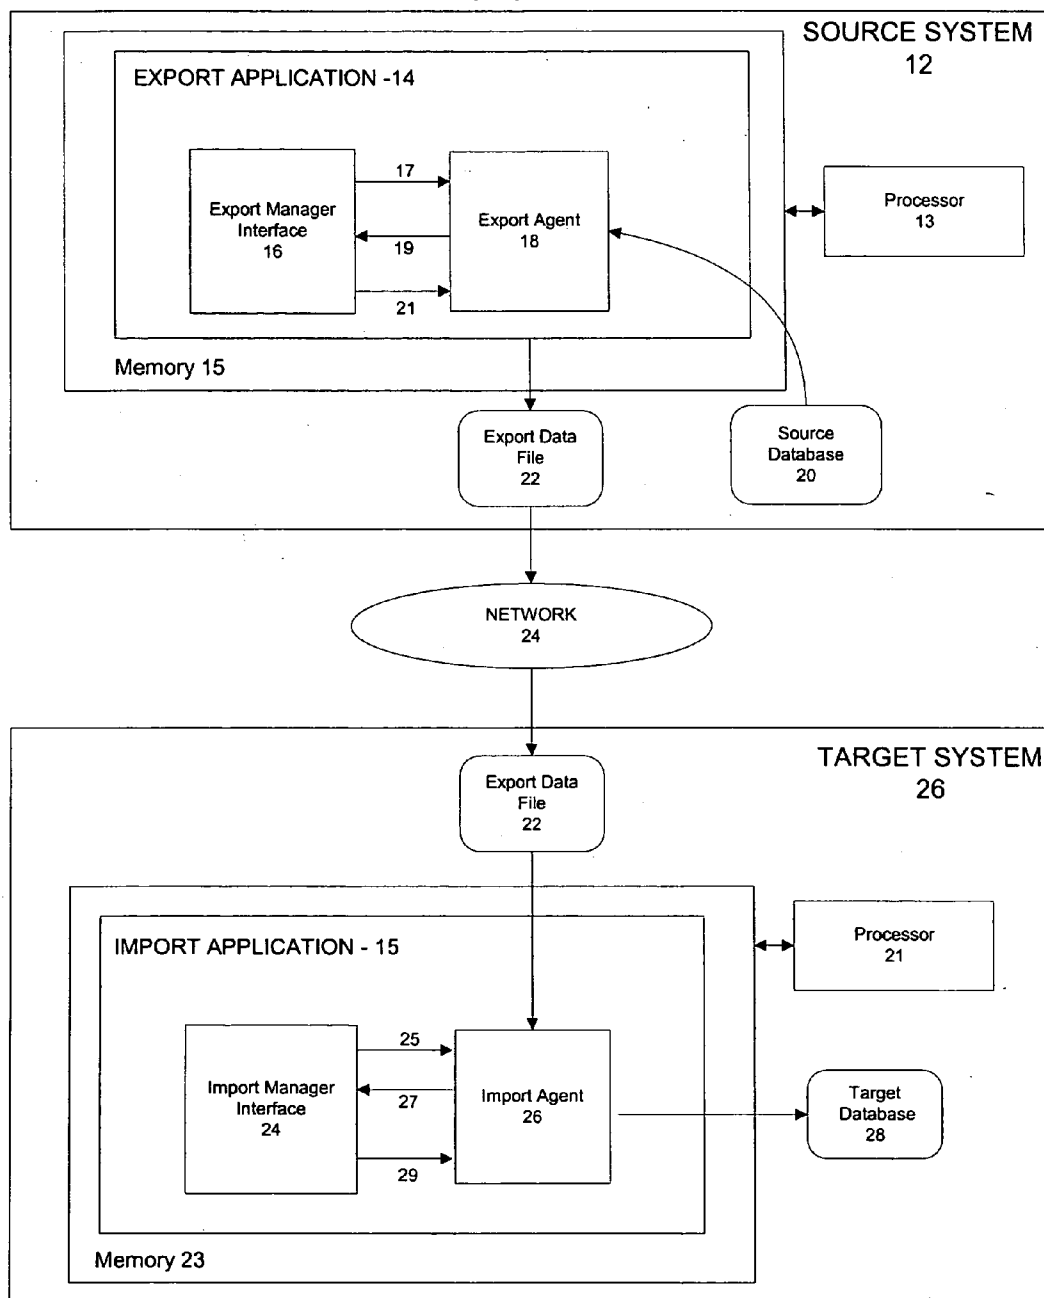 SOURCE SYSTEM
12
EXPORT APPLICATION -14
Export Manager
Interface
16
17
19
21
Export Agent
18
Processor
13
Memory 15
Export Data
File
22
Source
Database
20
NETWORK
24
TARGET SYSTEM
26
Export Data
File
22
IMPORT APPLICATION - 15
Processor
21
Import Manager
Interface
24
25
27
29
Import Agent
26
Target
Database
28
Memory 23